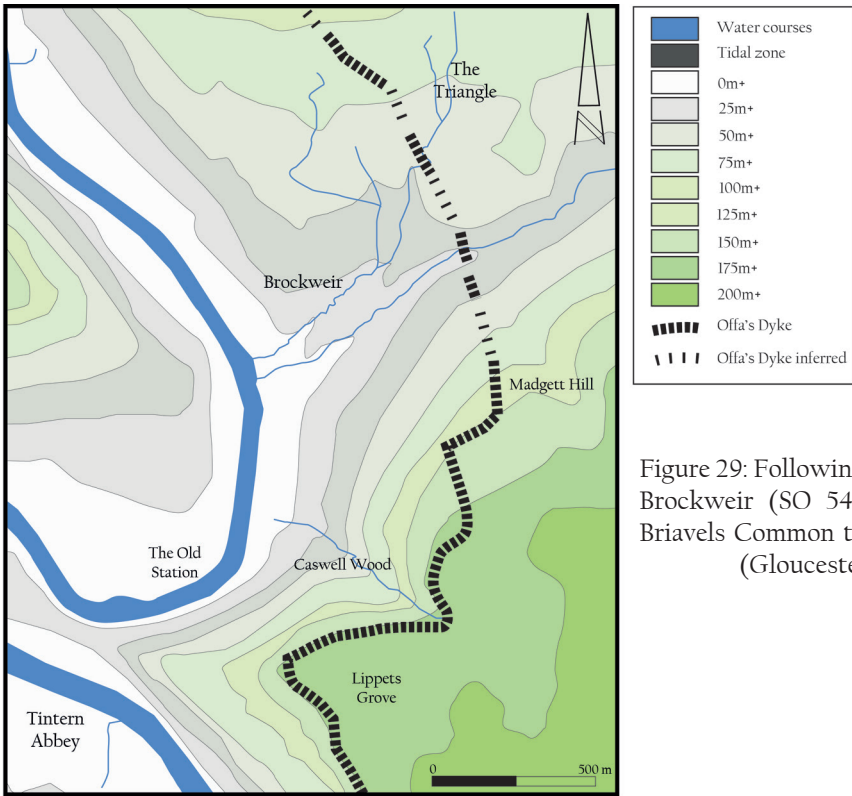 The
Triangle
Brockweir
Madgett Hill
The Old
Station
Caswell Wood
Lippets
Grove
Tintern
Abbey
0
500 m
Water courses
Tidal zone
0m+
25m+
50m+
75m+
100m+
125m+
150m+
175m+
200m+
Offa's Dyke
Offa's Dyke inferred
Figure 29: Followin
Brockweir (SO 54
Briavels Common t
(Glouceste